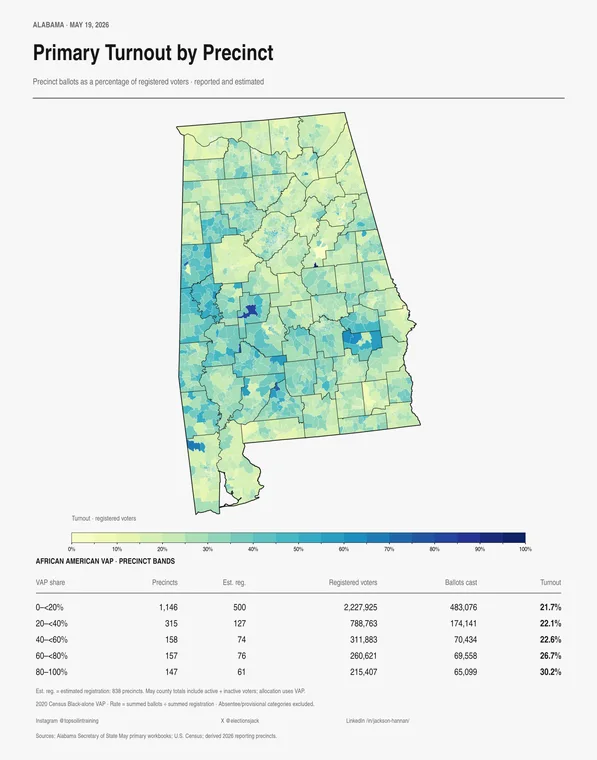 ALABAMA · MAY 19, 2026
Primary Turnout by Precinct
Precinct ballots as a percentage of registered voters · reported and estimated
Turnout · registered voters
0% 10% 20% 30% 40% 50% 60% 70% 80% 90% 100%
AFRICAN AMERICAN VAP · PRECINCT BANDS
VAP share Precincts Est. reg. Registered voters Ballots cast Turnout
0–<20% 1,146 500 2,227,925 483,076 21.7%
20–<40% 315 127 788,763 174,141 22.1%
40–<60% 158 74 311,883 70,434 22.6%
60–<80% 157 76 260,621 69,558 26.7%
80–100% 147 61 215,407 65,099 30.2%
Est. reg. = estimated registration: 838 precincts. May county totals include active + inactive voters; allocation uses VAP.
2020 Census Black-alone VAP · Rate = summed ballots ÷ summed registration · Absentee/provisional categories excluded.
Instagram @topsoiltraining X @electionsjack LinkedIn /in/jackson-hannan/
Sources: Alabama Secretary of State May primary workbooks; U.S. Census; derived 2026 reporting precincts.